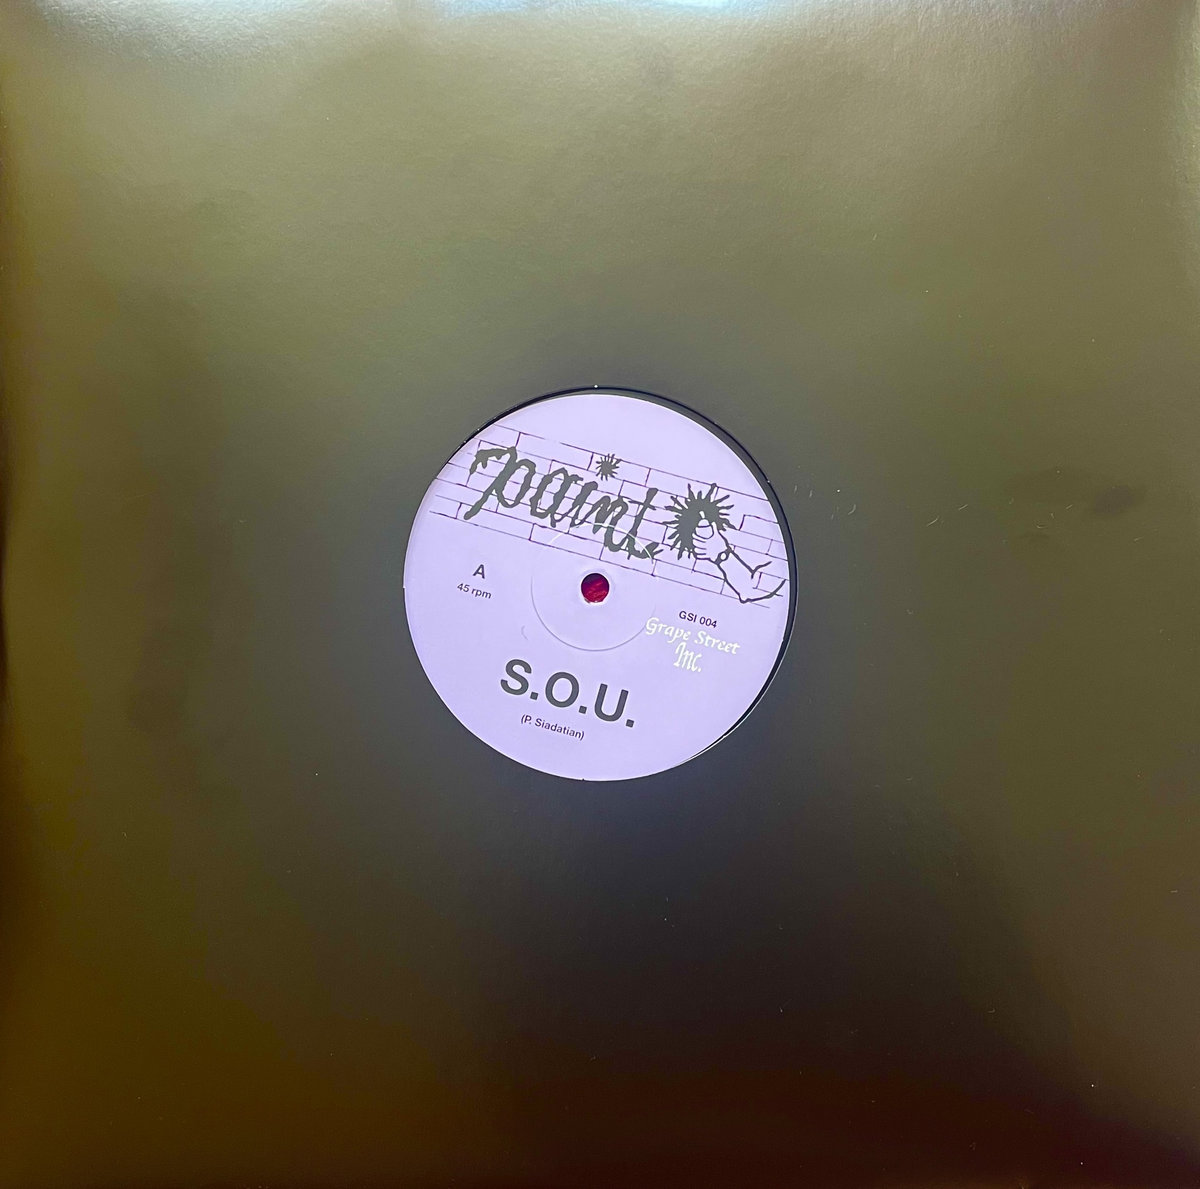 paint
A
45 rpm
GSI 004
Grape Street
Inc.
S.O.U.
(P. Siadatian)